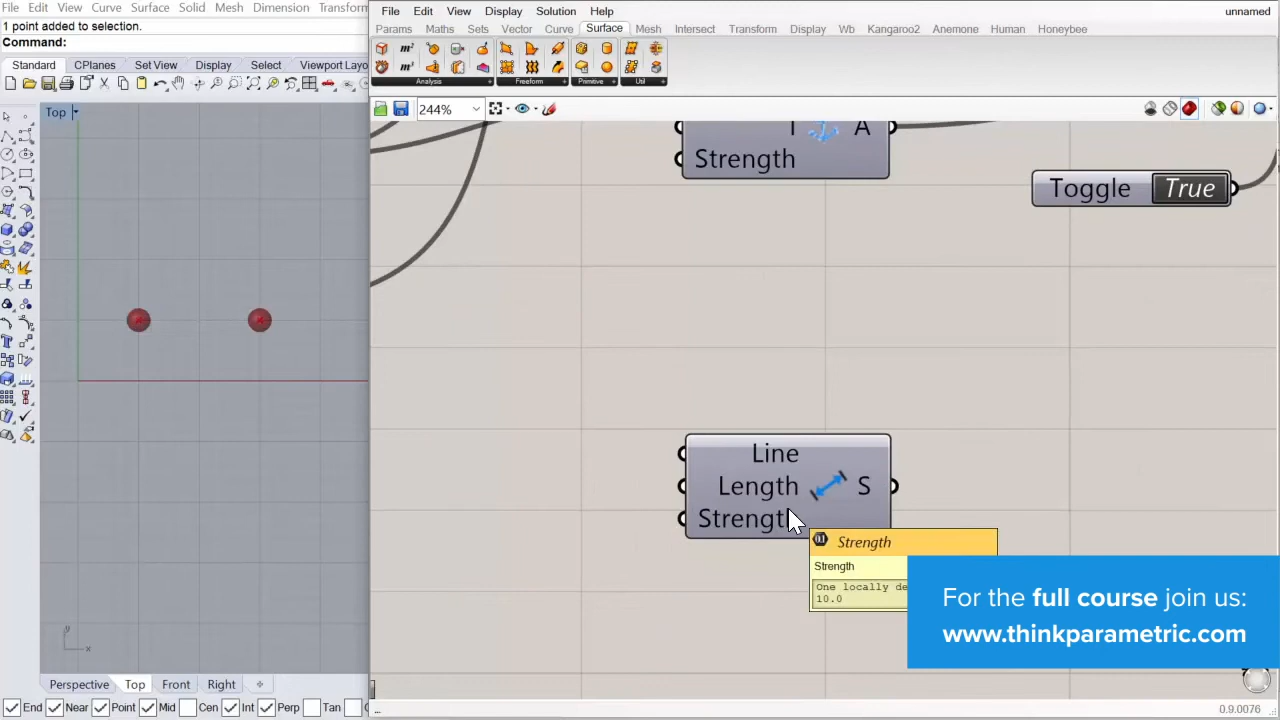 File Edit View Curve Surface Solid Mesh Dimension Transform
1 point added to selection.
Command:
Standard CPlanes Set View Display Select Viewport Layo
Top
Perspective Top Front Right
End Near Point Mid Cen Int Perp Tan
File Edit View Display Solution Help unnamed
Params Maths Sets Vector Curve Surface Mesh Intersect Transform Display Wb Kangaroo2 Anemone Human Honeybee
m²
m³
Analysis Freeform Primitive Util
244%
A
Strength
Toggle True
Line
Length S
Strength
0.1 Strength
Strength
One locally de
10.0
For the full course join us:
www.thinkparametric.com
y
x
...
0.9.0076